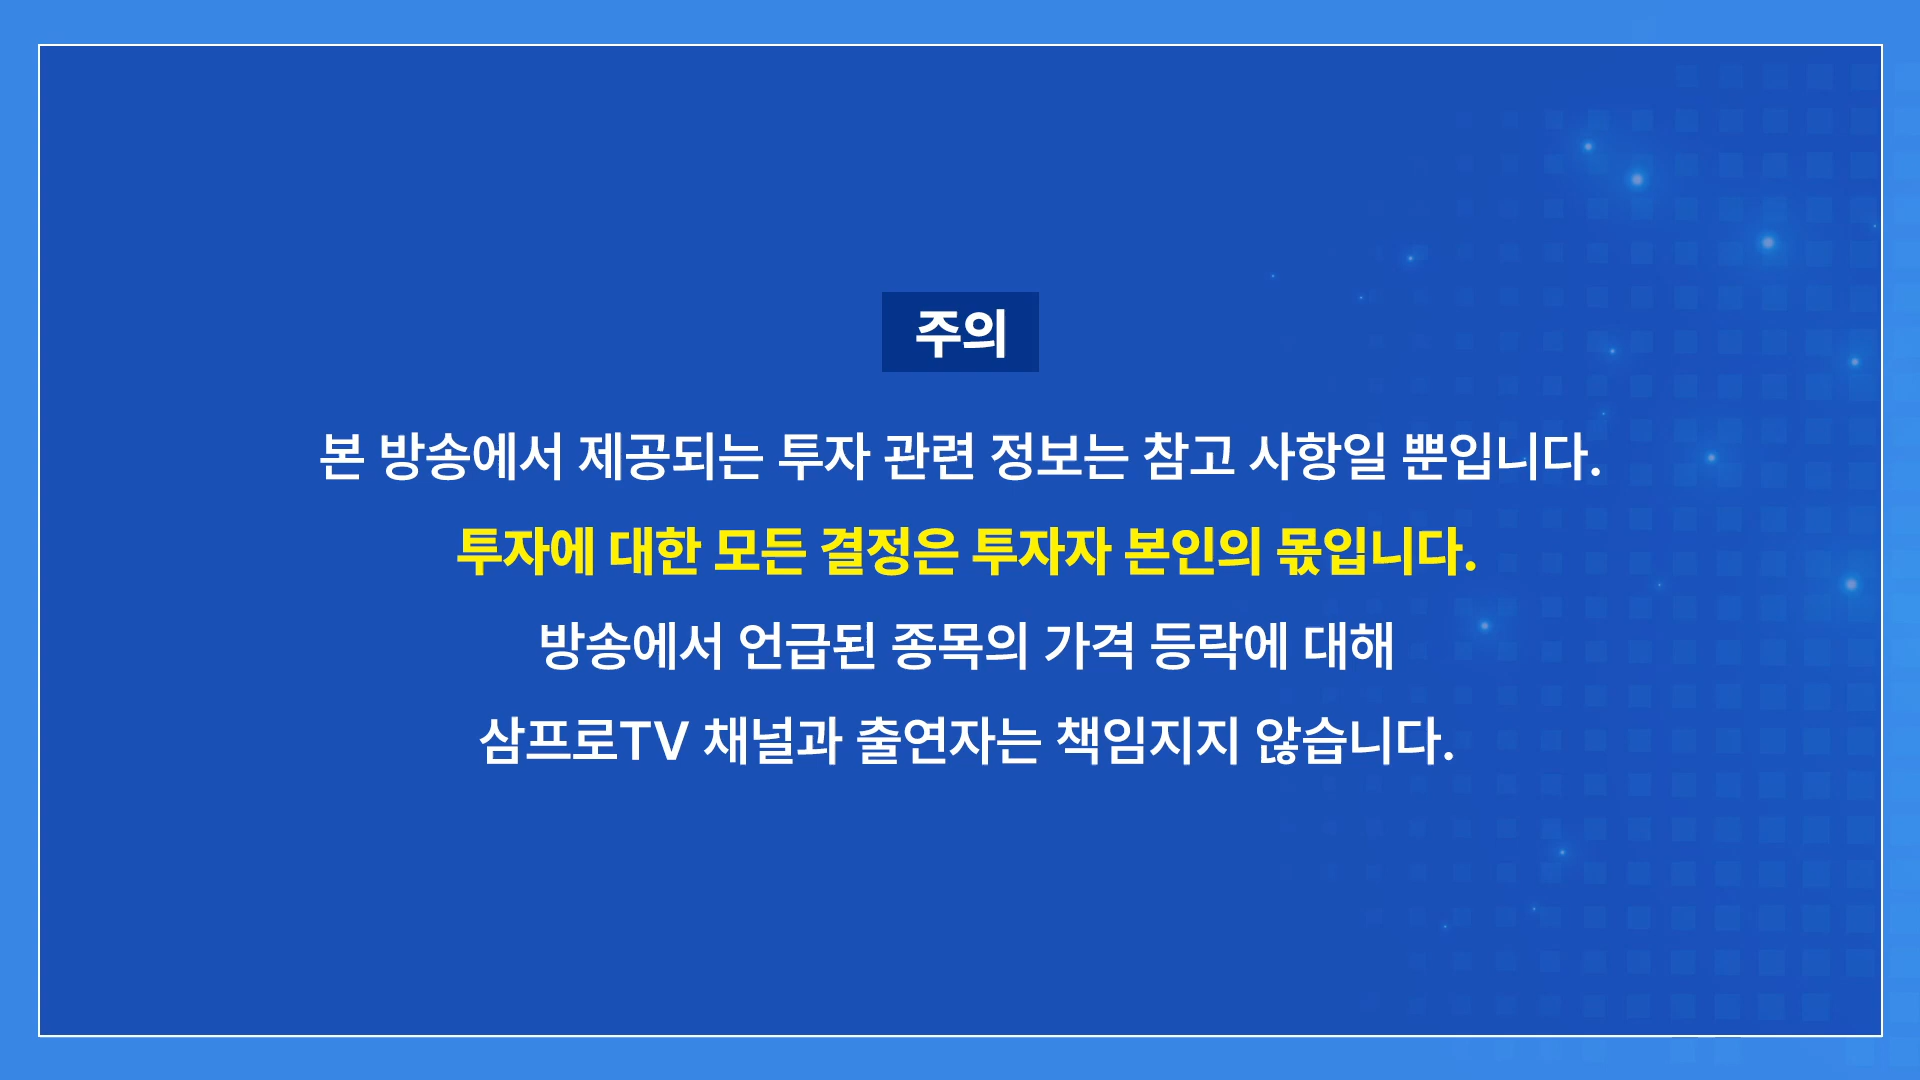 주의
본 방송에서 제공되는 투자 관련 정보는 참고 사항일 뿐입니다.
투자에 대한 모든 결정은 투자자 본인의 몫입니다.
방송에서 언급된 종목의 가격 등락에 대해
삼프로TV 채널과 출연자는 책임지지 않습니다.